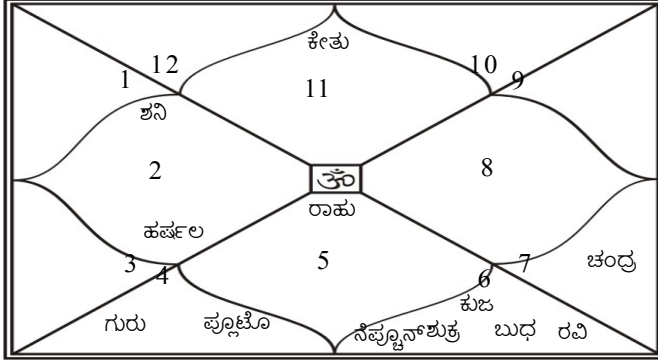 ಕೇತು
12 10
1 9
11
ಶನಿ
2 8
ॐ
ರಾಹು
ಹರ್ಷಲ
5
3 7 ಚಂದ್ರ
4 6
ಕುಜ
ಗುರು ಪ್ಲೂಟೊ ನೆಪ್ಚೂನ್ ಶುಕ್ರ ಬುಧ ರವಿ